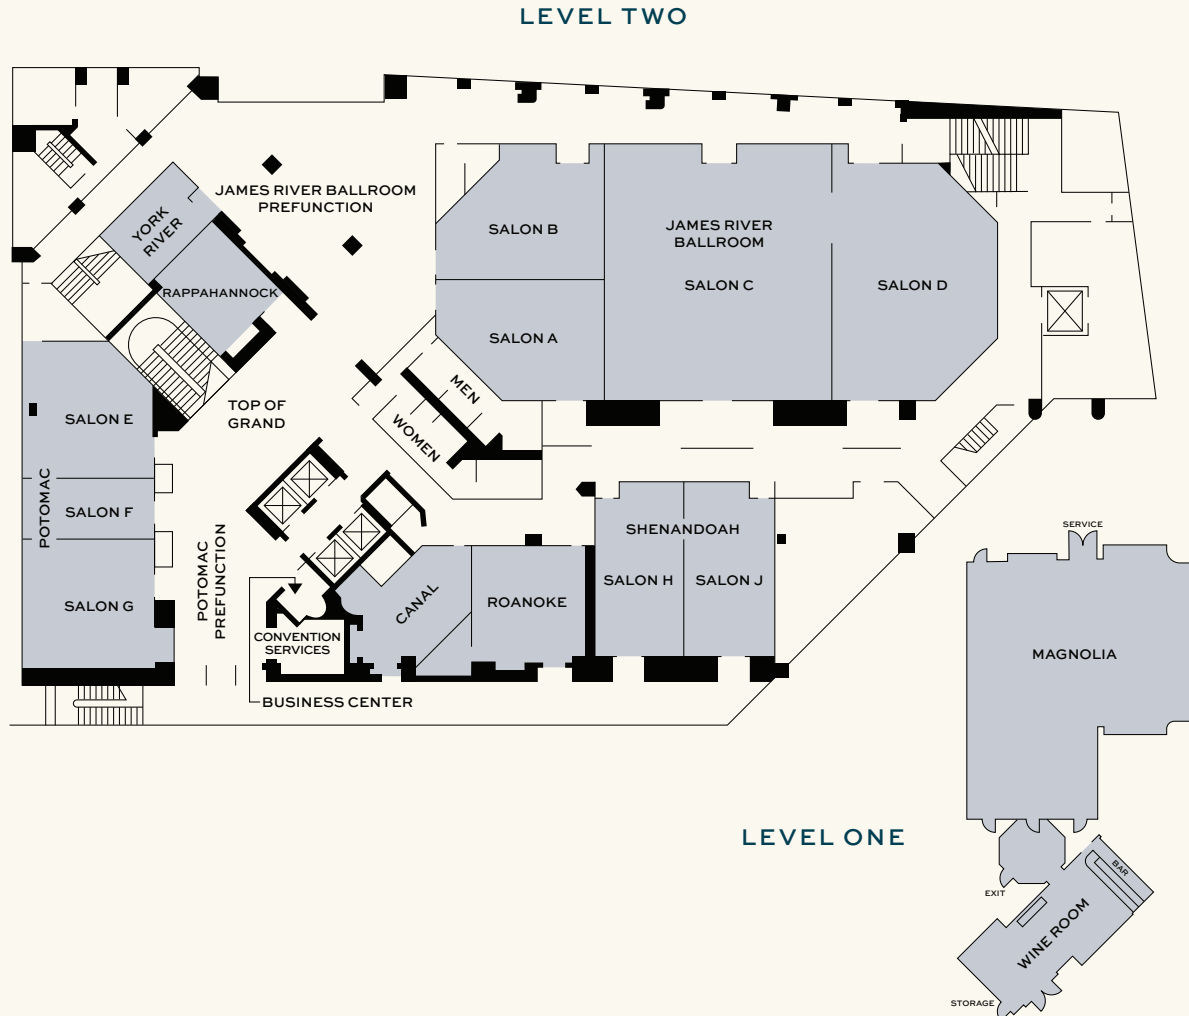 LEVEL TWO
JAMES RIVER BALLROOM
PREFUNCTION
YORK
RIVER
RAPPAHANNOCK
SALON B
JAMES RIVER
BALLROOM
SALON C
SALON D
SALON A
MEN
WOMEN
TOP OF
GRAND
SALON E
POTOMAC
SALON F
SALON G
POTOMAC
PREFUNCTION
CANAL
ROANOKE
SHENANDOAH
SALON H
SALON J
CONVENTION
SERVICES
BUSINESS CENTER
SERVICE
MAGNOLIA
LEVEL ONE
BAR
EXIT
WINE ROOM
STORAGE